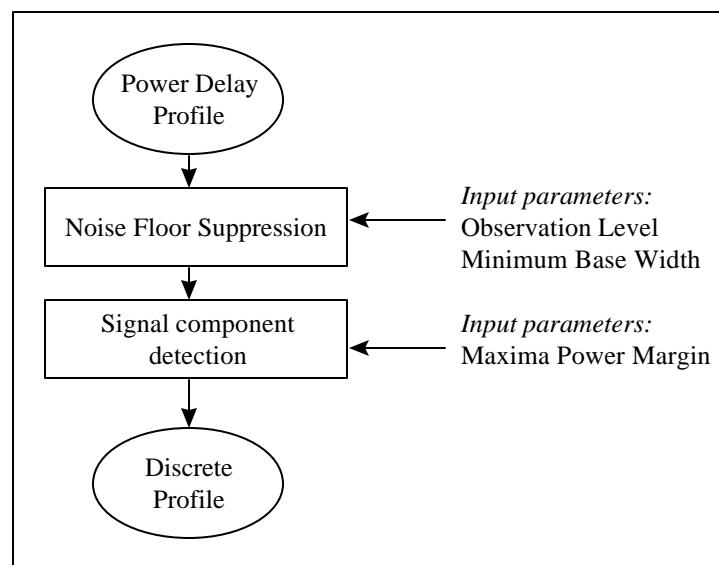 Power Delay
Profile
Noise Floor Suppression
Input parameters:
Observation Level
Minimum Base Width
Signal component
detection
Input parameters:
Maxima Power Margin
Discrete
Profile